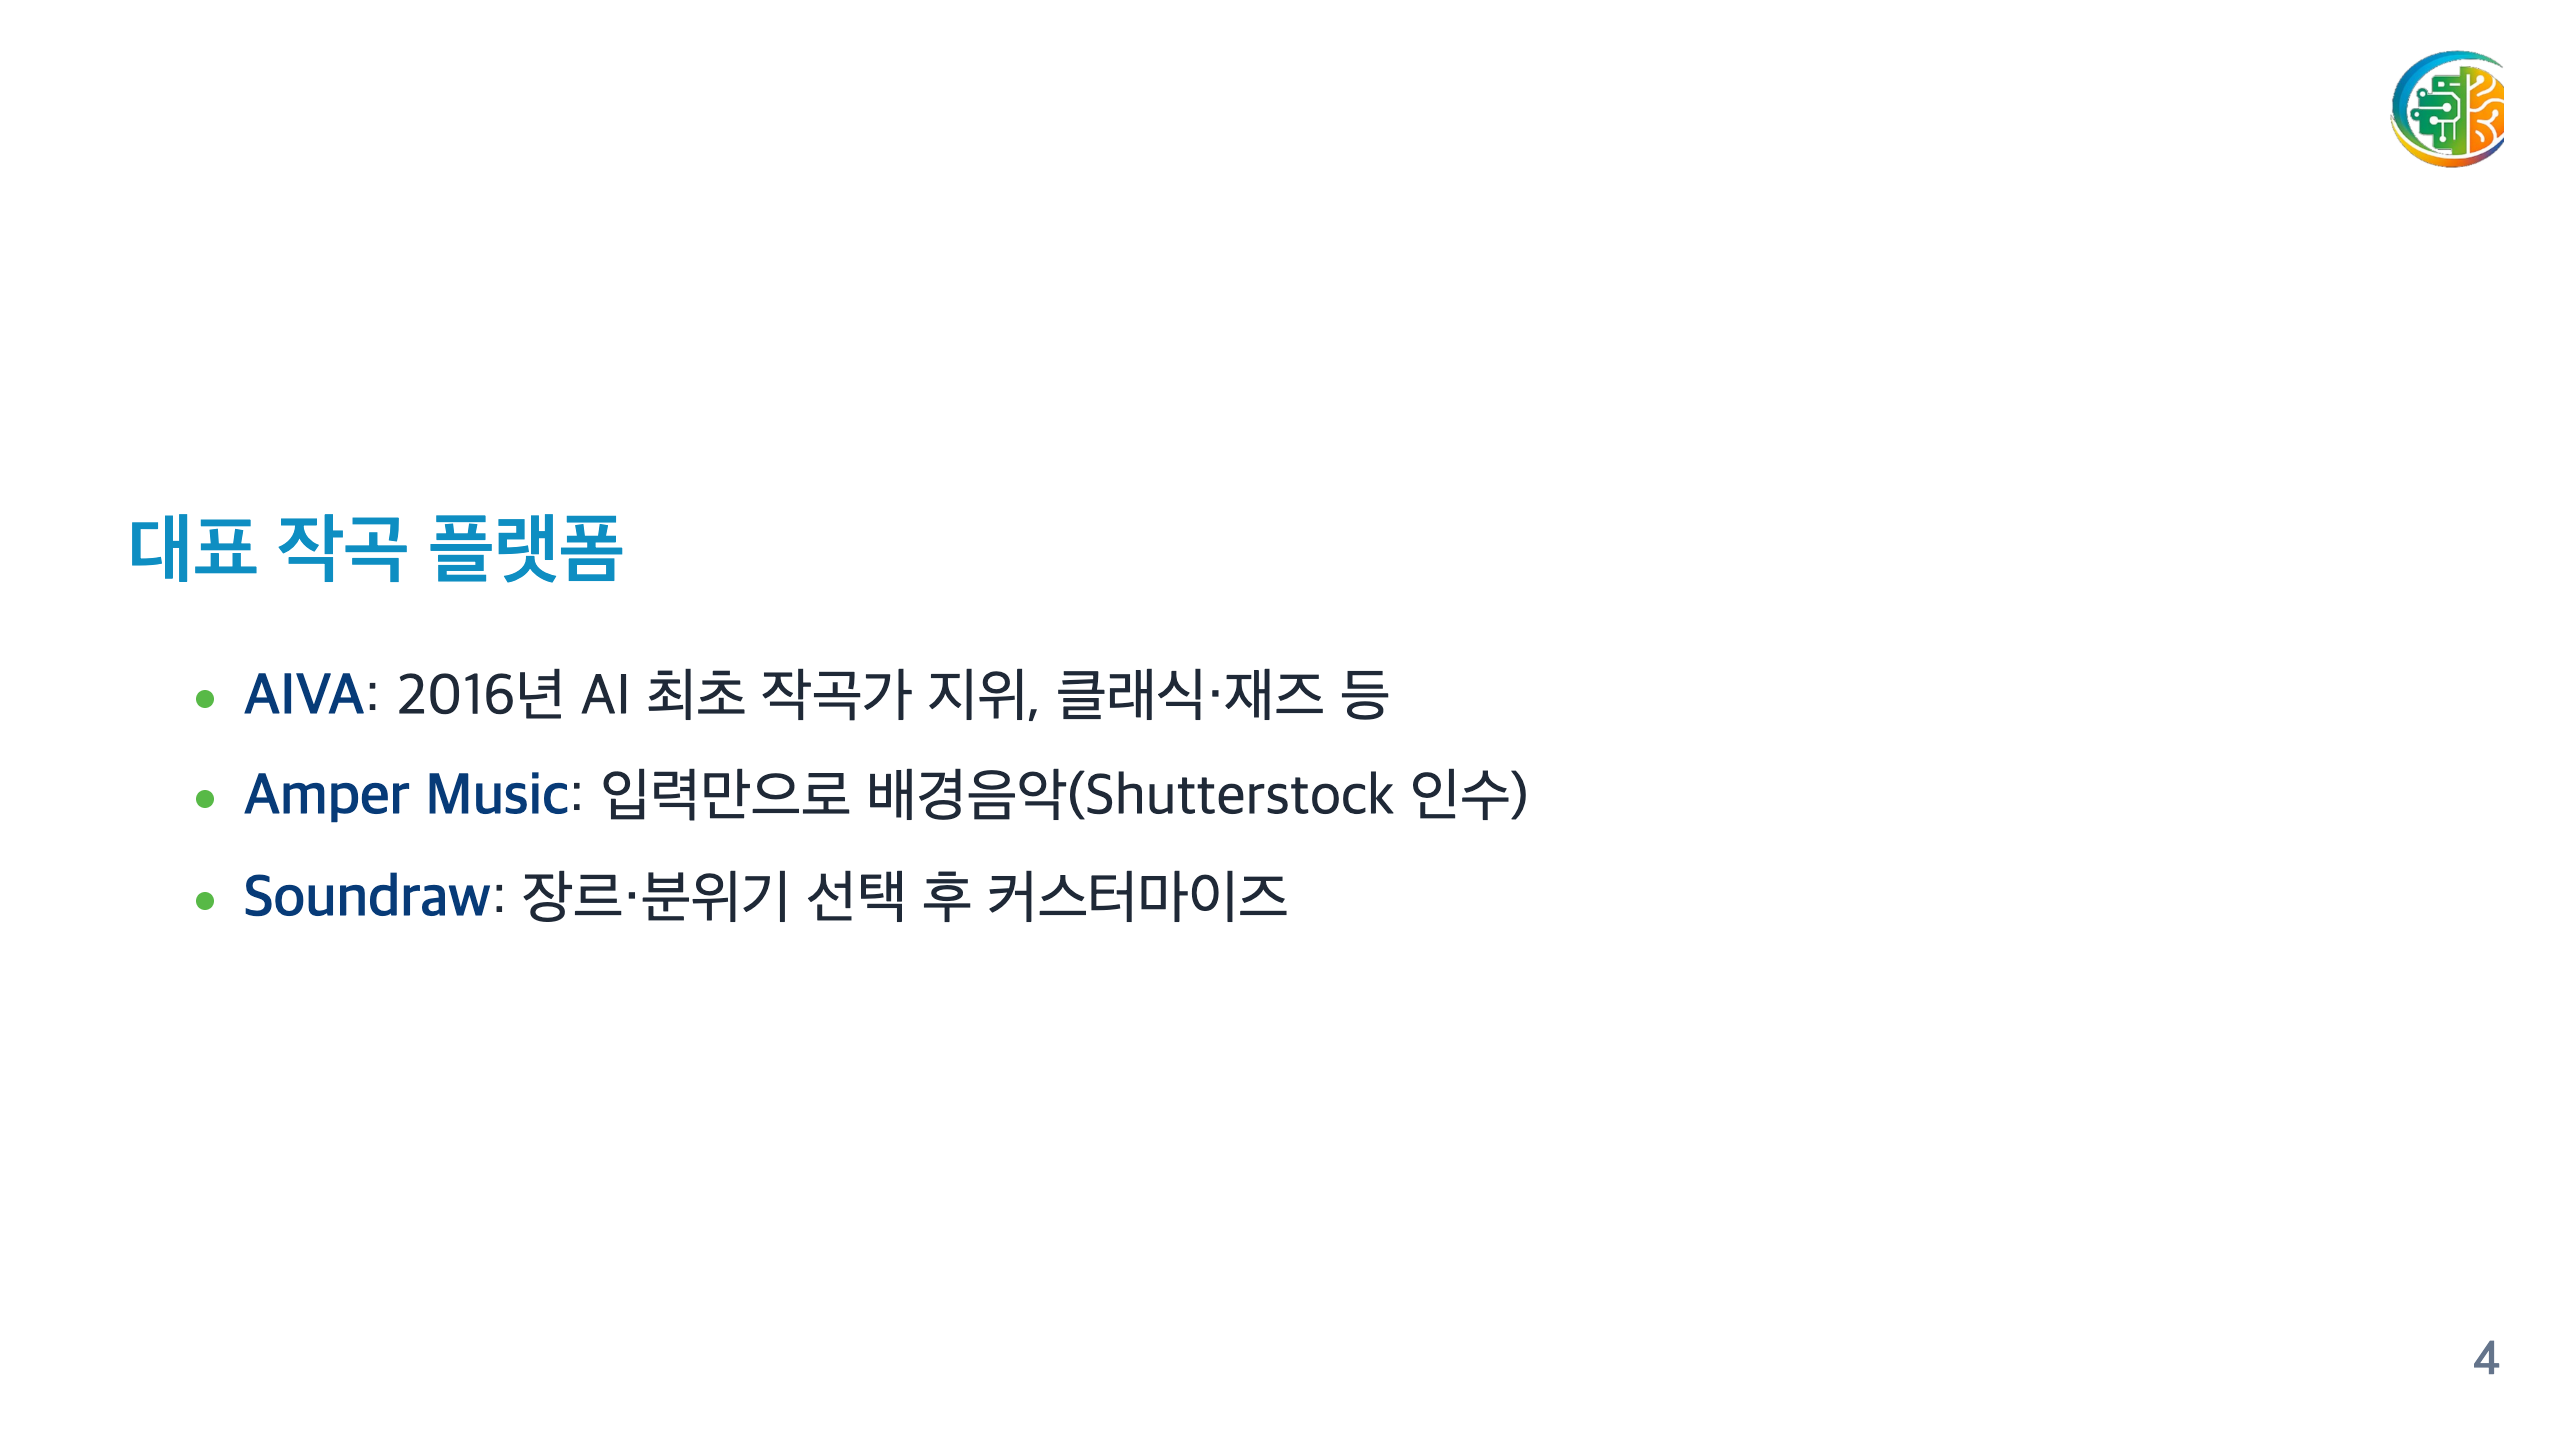 대표 작곡 플랫폼
• AIVA: 2016년 AI 최초 작곡가 지위, 클래식·재즈 등
• Amper Music: 입력만으로 배경음악(Shutterstock 인수)
• Soundraw: 장르·분위기 선택 후 커스터마이즈
4